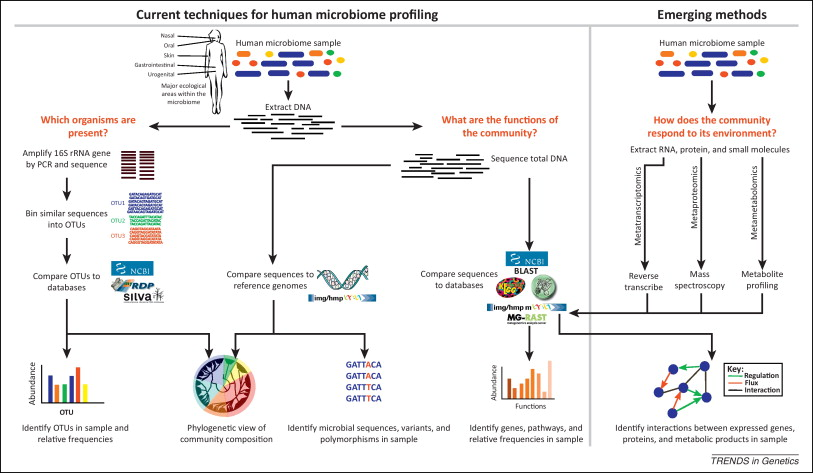 Current techniques for human microbiome profiling
Emerging methods
Nasal
Oral
Skin
Gastrointestinal
Urogenital
Major ecological
areas within the
microbiome
Human microbiome sample
Extract DNA
Human microbiome sample
Which organisms are
present?
What are the functions of
the community?
How does the community
respond to its environment?
Amplify 16S rRNA gene
by PCR and sequence
Sequence total DNA
Extract RNA, protein, and small molecules
Metatranscriptomics
Metaproteomics
Metametabolomics
Bin similar sequences
into OTUs
OTU1
OTU2
OTU3
Compare OTUs to
databases
NCBI
myRDP
silva
Compare sequences to
reference genomes
img/hmp
Compare sequences
to databases
NCBI
BLAST
KEGG
img/hmp m
MG-RAST
Reverse
transcribe
Mass
spectroscopy
Metabolite
profiling
Abundance
OTU
Identify OTUs in sample and
relative frequencies
Phylogenetic view of
community composition
GATTACA
GATTACA
GATTTCA
GATTTCA
Identify microbial sequences, variants, and
polymorphisms in sample
Abundance
Functions
Identify genes, pathways, and
relative frequencies in sample
Key:
Regulation
Flux
Interaction
Identify interactions between expressed genes,
proteins, and metabolic products in sample
TRENDS in Genetics